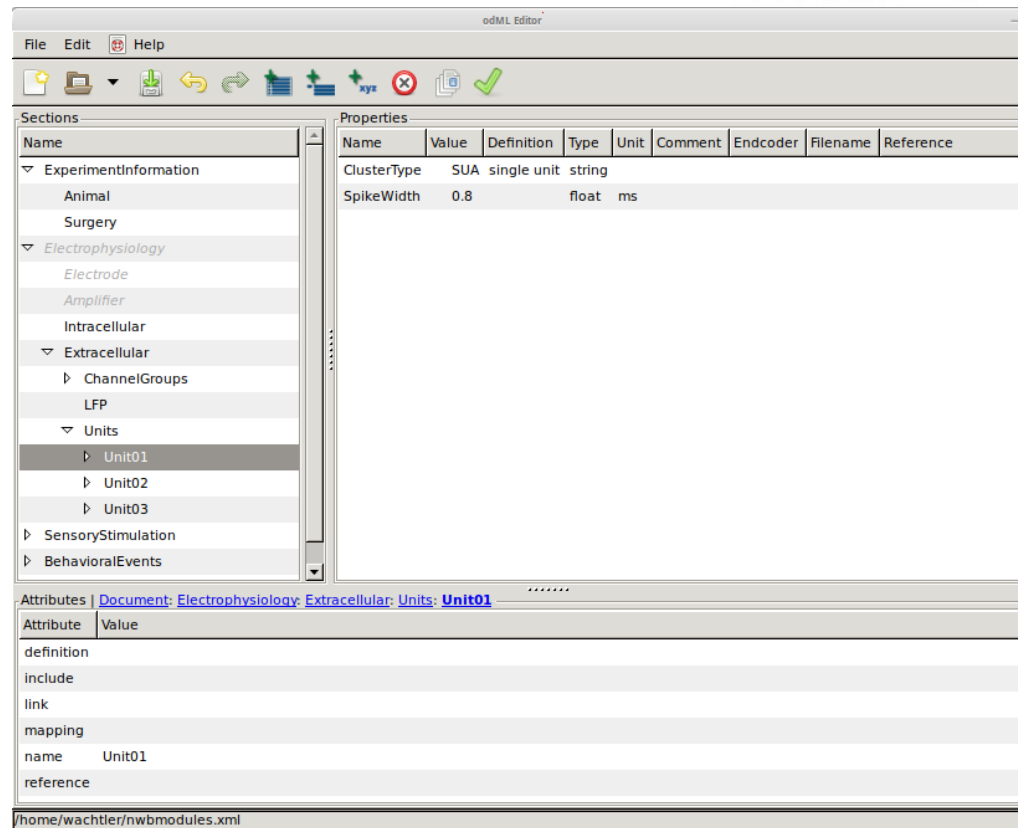 odML Editor
File Edit Help
xyz
Sections
Name
ExperimentInformation
Animal
Surgery
Electrophysiology
Electrode
Amplifier
Intracellular
Extracellular
ChannelGroups
LFP
Units
Unit01
Unit02
Unit03
SensoryStimulation
BehavioralEvents
Properties
Name Value Definition Type Unit Comment Endcoder Filename Reference
ClusterType SUA single unit string
SpikeWidth 0.8 float ms
Attributes | Document: Electrophysiology: Extracellular: Units: Unit01
Attribute Value
definition
include
link
mapping
name Unit01
reference
/home/wachtler/nwbmodules.xml